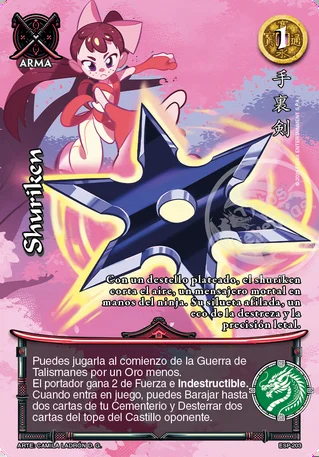 ARMA
1
手裏剣
Shuriken
Con un destello plateado, el shuriken
corta el aire, un mensajero mortal en
manos del ninja. Su silueta afilada, un
eco de la destreza y la
precisión letal.
Puedes jugarla al comienzo de la Guerra de
Talismanes por un Oro menos.
El portador gana 2 de Fuerza e Indestructible.
Cuando entra en juego, puedes Barajar hasta
dos cartas de tu Cementerio y Desterrar dos
cartas del tope del Castillo oponente.
ARTE: CAMILA LADRÓN D. G.